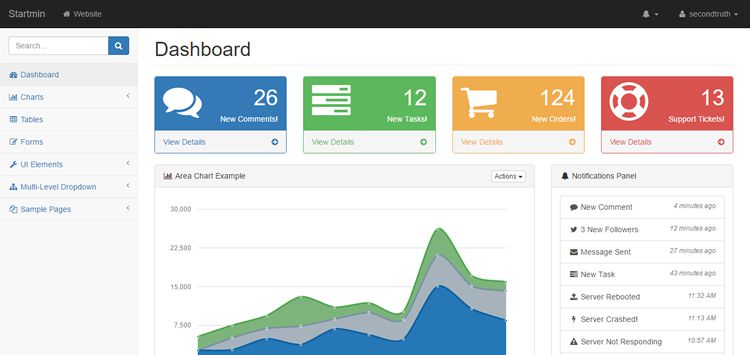 Startmin
Website
secondtruth
Search...
Dashboard
Charts
Tables
Forms
UI Elements
Multi-Level Dropdown
Sample Pages
Dashboard
26
New Comments!
View Details
12
New Tasks!
View Details
124
New Orders!
View Details
13
Support Tickets!
View Details
Area Chart Example
Actions
30,000
22,500
15,000
7,500
Notifications Panel
New Comment 4 minutes ago
3 New Followers 12 minutes ago
Message Sent 27 minutes ago
New Task 43 minutes ago
Server Rebooted 11:32 AM
Server Crashed! 11:13 AM
Server Not Responding 10:57 AM